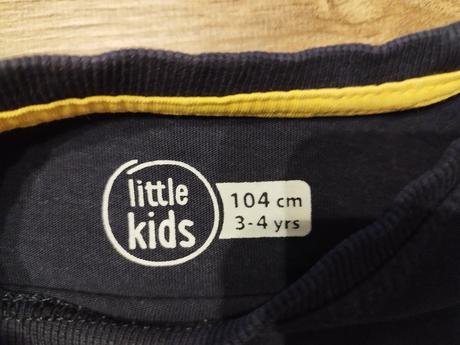 little
kids
104 cm
3-4 yrs